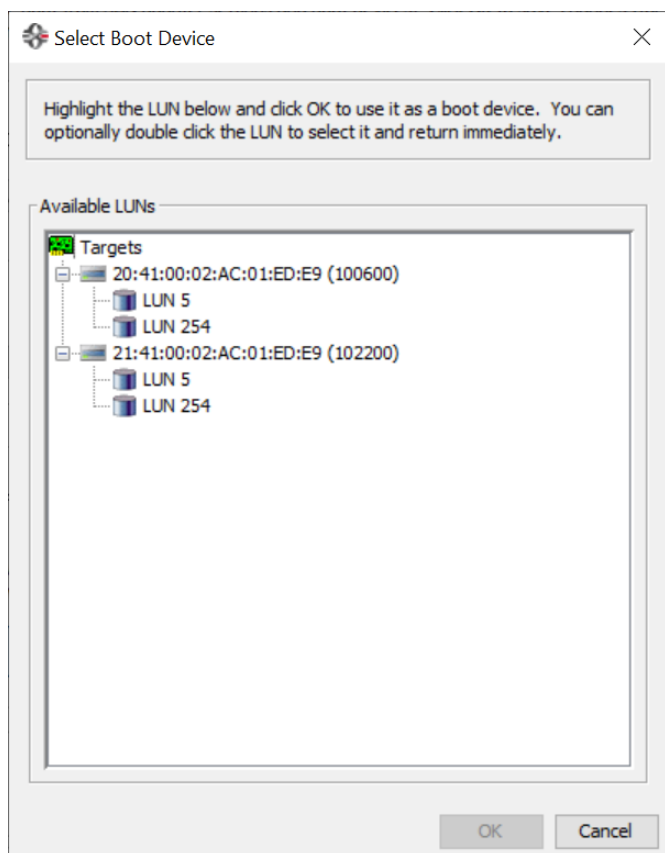 Select Boot Device
Highlight the LUN below and click OK to use it as a boot device. You can
optionally double click the LUN to select it and return immediately.
Available LUNs
Targets
20:41:00:02:AC:01:ED:E9 (100600)
LUN 5
LUN 254
21:41:00:02:AC:01:ED:E9 (102200)
LUN 5
LUN 254
OK Cancel